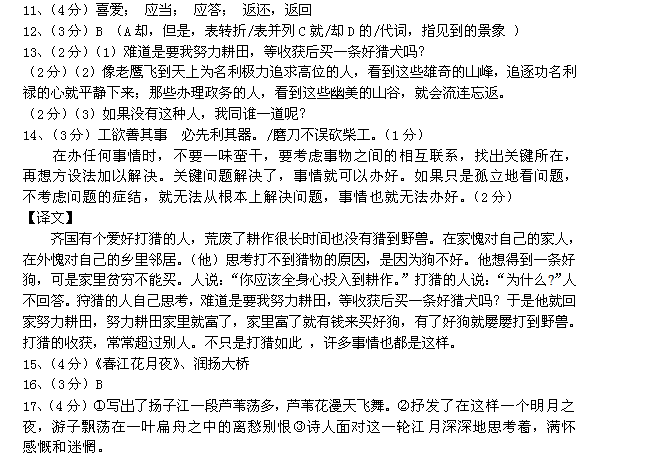 11、(4分) 喜爱； 应当； 应答； 返还，返回
12、(3分) B （A却，但是，表转折/表并列C就/却D的/代词，指见到的景象 ）
13、(2分) (1) 难道是要我努力耕田，等收获后买一条好猎犬吗？
(2分) (2) 像老鹰飞到天上为名利极力追求高位的人，看到这些雄奇的山峰，追逐功名利
禄的心就平静下来；那些办理政务的人，看到这些幽美的山谷，就会流连忘返。
(2分) (3) 如果没有这种人，我同谁一道呢？
14、(3分) 工欲善其事 必先利其器。/磨刀不误砍柴工。(1分)
在办任何事情时，不要一味蛮干，要考虑事物之间的相互联系，找出关键所在，
再想方设法加以解决。关键问题解决了，事情就可以办好。如果只是孤立地看问题，
不考虑问题的症结，就无法从根本上解决问题，事情也就无法办好。(2分)
【译文】
齐国有个爱好打猎的人，荒废了耕作很长时间也没有猎到野兽。在家愧对自己的家人，
在外愧对自己的乡里邻居。（他）思考打不到猎物的原因，是因为狗不好。他想得到一条好
狗，可是家里贫穷不能买。人说：“你应该全身心投入到耕作。”打猎的人说：“为什么？”人
不回答。狩猎的人自己思考，难道是要我努力耕田，等收获后买一条好猎犬吗？于是他就回
家努力耕田，努力耕田家里就富了，家里富了就有钱来买好狗，有了好狗就屡屡打到野兽。
打猎的收获，常常超过别人。不只是打猎如此 ，许多事情也都是这样。
15、(4分)《春江花月夜》、润扬大桥
16、(3分) B
17、(4分) ①写出了扬子江一段芦苇荡多，芦苇花漫天飞舞。②抒发了在这样一个明月之
夜，游子飘荡在一叶扁舟之中的离愁别恨③诗人面对这一轮江月深深地思考着，满怀
感慨和迷惘。